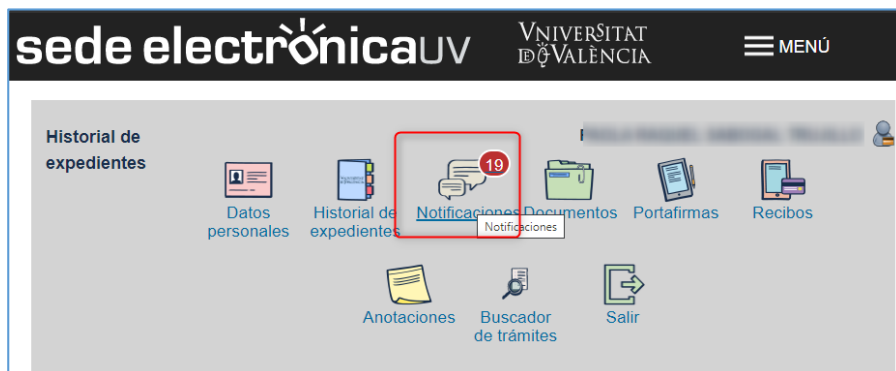 sede electrónicaUV
VNIVERSITAT
DE VALÈNCIA
MENÚ
Historial de
expedientes
19
Datos
personales
Historial de
expedientes
Notificaciones
Notificaciones
Documentos
Portafirmas
Recibos
Anotaciones
Buscador
de trámites
Salir